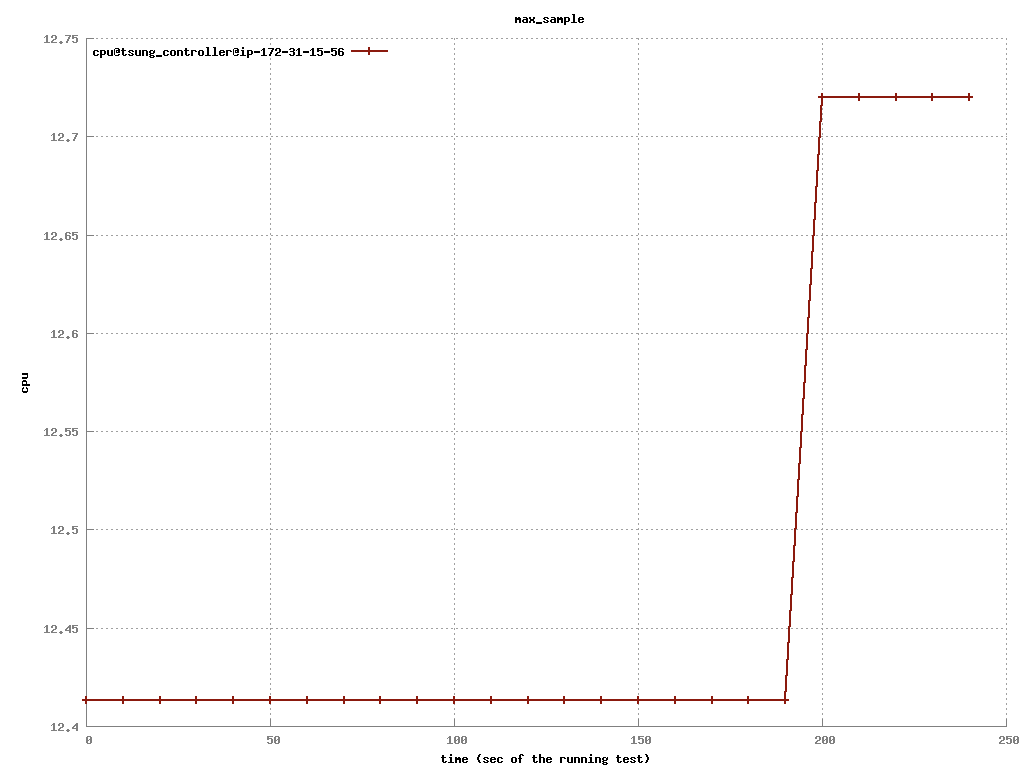 max_sample
cpu@tsung_controller@ip-172-31-15-56
12.75
12.7
12.65
12.6
12.55
12.5
12.45
12.4
cpu
0 50 100 150 200 250
time (sec of the running test)